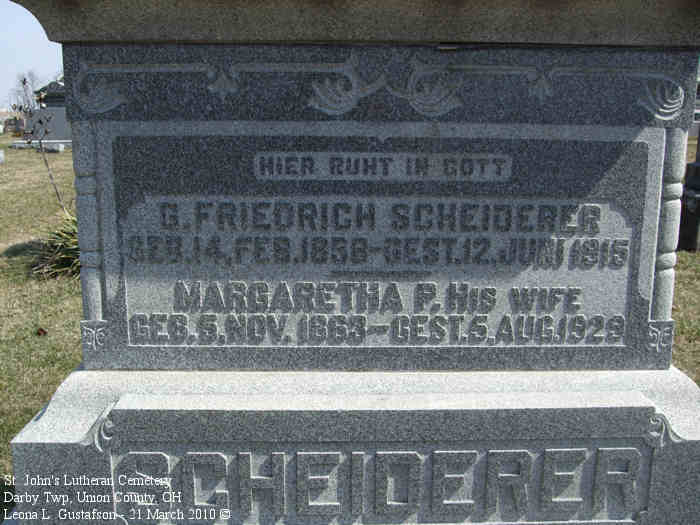 HIER RUHT IN GOTT
G. FRIEDRICH SCHEIDERER
GEB. 14, FEB. 1858-GEST. 12. JUNI 1915
MARGARETHA P. HIS WIFE
GEB. 5. NOV. 1863-GEST. 5. AUG. 1929
SCHEIDERER
St. John's Lutheran Cemetery
Darby Twp, Union County, OH
Leona L. Gustafson - 21 March 2010 ©